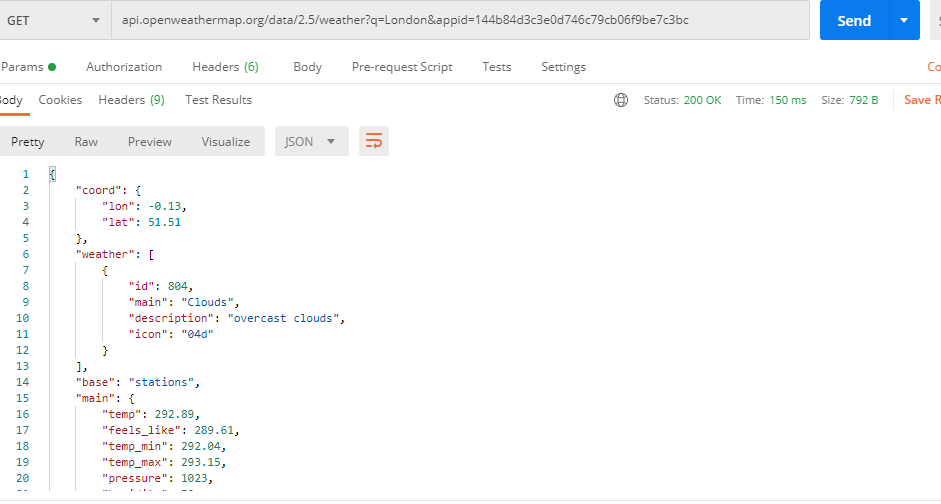 GET api.openweathermap.org/data/2.5/weather?q=London&appid=144b84d3c3e0d746c79cb06f9be7c3bc Send
Params Authorization Headers (6) Body Pre-request Script Tests Settings
Body Cookies Headers (9) Test Results Status: 200 OK Time: 150 ms Size: 792 B Save R
Pretty Raw Preview Visualize JSON
1 {
2 "coord": {
3 "lon": -0.13,
4 "lat": 51.51
5 },
6 "weather": [
7 {
8 "id": 804,
9 "main": "Clouds",
10 "description": "overcast clouds",
11 "icon": "04d"
12 }
13 ],
14 "base": "stations",
15 "main": {
16 "temp": 292.89,
17 "feels_like": 289.61,
18 "temp_min": 292.04,
19 "temp_max": 293.15,
20 "pressure": 1023,